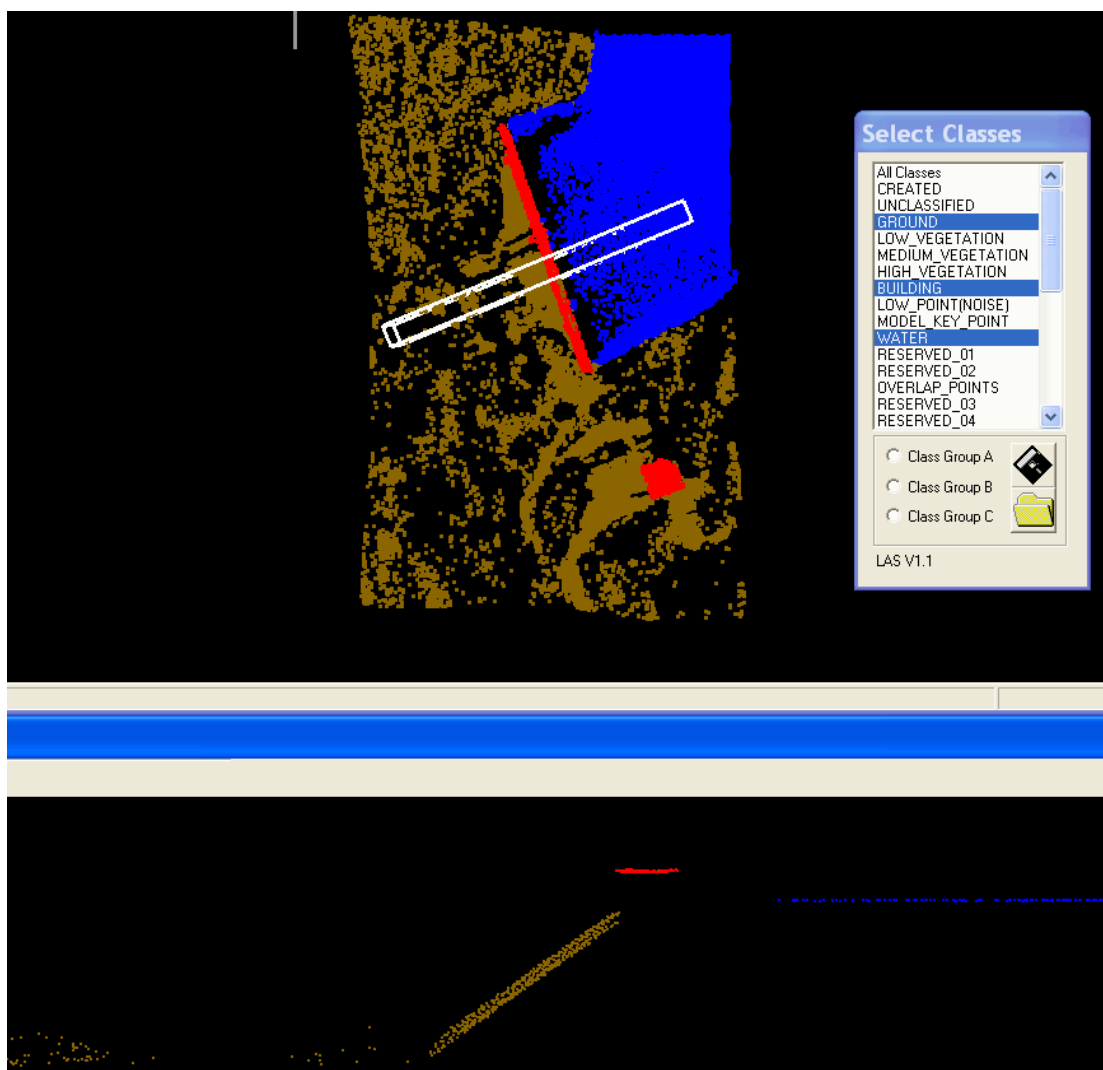 Select Classes
All Classes
CREATED
UNCLASSIFIED
GROUND
LOW_VEGETATION
MEDIUM_VEGETATION
HIGH_VEGETATION
BUILDING
LOW_POINT(NOISE)
MODEL_KEY_POINT
WATER
RESERVED_01
RESERVED_02
OVERLAP_POINTS
RESERVED_03
RESERVED_04
Class Group A
Class Group B
Class Group C
LAS V1.1